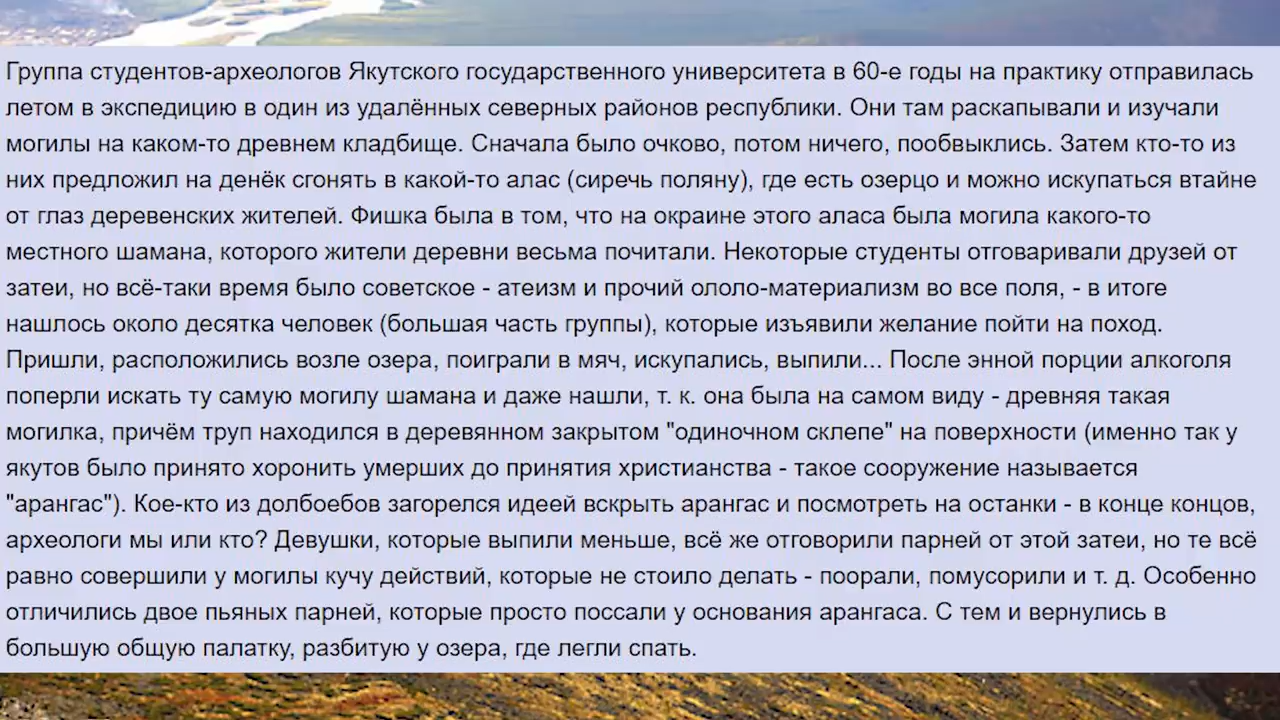 Группа студентов-археологов Якутского государственного университета в 60-е годы на практику отправилась
летом в экспедицию в один из удалённых северных районов республики. Они там раскапывали и изучали
могилы на каком-то древнем кладбище. Сначала было очково, потом ничего, пообвыклись. Затем кто-то из
них предложил на денёк сгонять в какой-то алас (сиречь поляну), где есть озерцо и можно искупаться втайне
от глаз деревенских жителей. Фишка была в том, что на окраине этого аласа была могила какого-то
местного шамана, которого жители деревни весьма почитали. Некоторые студенты отговаривали друзей от
затеи, но всё-таки время было советское - атеизм и прочий ололо-материализм во все поля, - в итоге
нашлось около десятка человек (большая часть группы), которые изъявили желание пойти на поход.
Пришли, расположились возле озера, поиграли в мяч, искупались, выпили... После энной порции алкоголя
поперли искать ту самую могилу шамана и даже нашли, т. к. она была на самом виду - древняя такая
могилка, причём труп находился в деревянном закрытом "одиночном склепе" на поверхности (именно так у
якутов было принято хоронить умерших до принятия христианства - такое сооружение называется
"арангас"). Кое-кто из долбоебов загорелся идеей вскрыть арангас и посмотреть на останки - в конце концов,
археологи мы или кто? Девушки, которые выпили меньше, всё же отговорили парней от этой затеи, но те всё
равно совершили у могилы кучу действий, которые не стоило делать - поорали, помусорили и т. д. Особенно
отличились двое пьяных парней, которые просто поссали у основания арангаса. С тем и вернулись в
большую общую палатку, разбитую у озера, где легли спать.